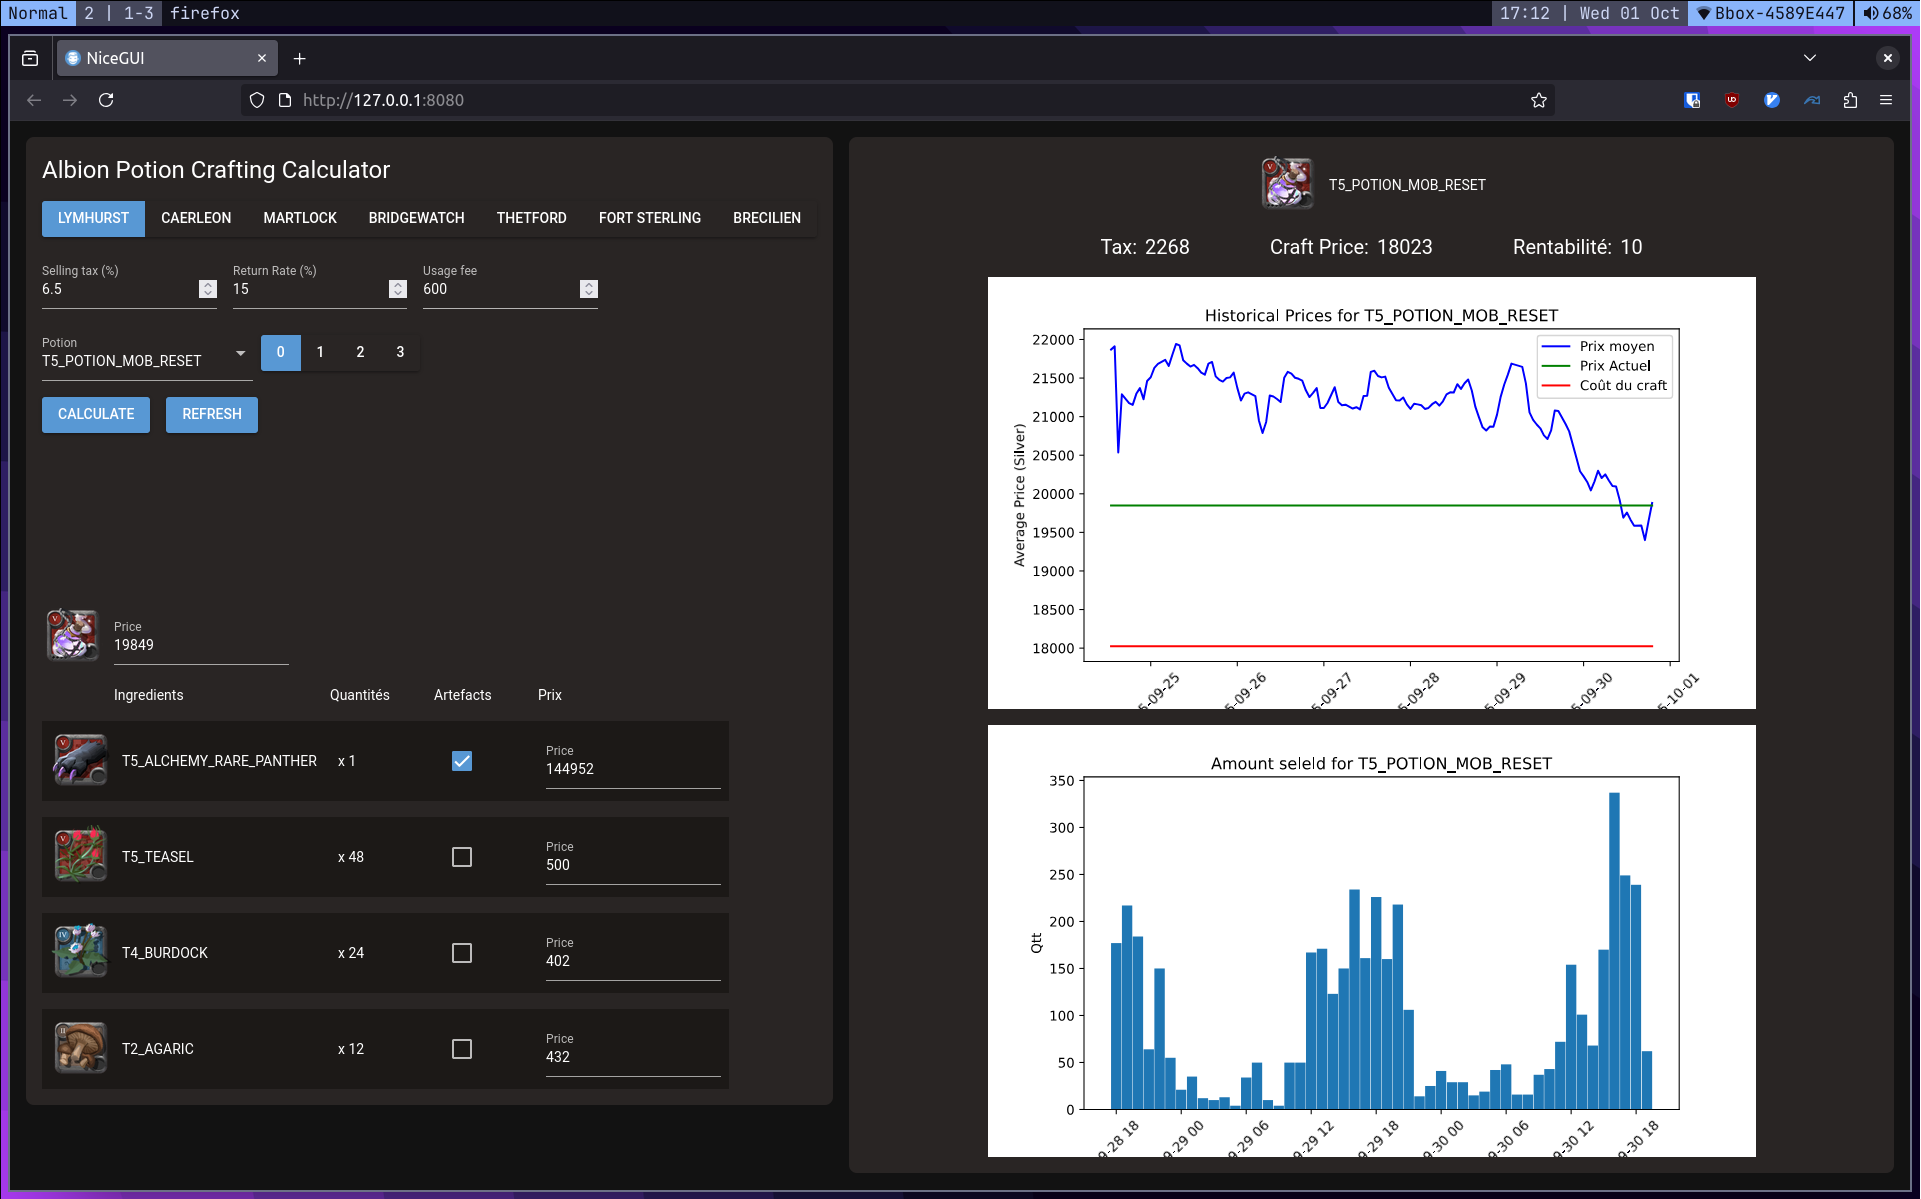 Normal 2 | 1-3 firefox 17:12 | Wed 01 Oct Bbox-4589E447 68%
NiceGUI
http://127.0.0.1:8080
Albion Potion Crafting Calculator
LYMHURST CAERLEON MARTLOCK BRIDGEWATCH THETFORD FORT STERLING BRECILIEN
Selling tax (%) Return Rate (%) Usage fee
6.5 15 600
Potion
T5_POTION_MOB_RESET 0 1 2 3
CALCULATE REFRESH
Price
19849
Ingredients Quantités Artefacts Prix
T5_ALCHEMY_RARE_PANTHER x 1 Price 144952
T5_TEASEL x 48 Price 500
T4_BURDOCK x 24 Price 402
T2_AGARIC x 12 Price 432
T5_POTION_MOB_RESET
Tax: 2268 Craft Price: 18023 Rentabilité: 10
Historical Prices for T5_POTION_MOB_RESET
Prix moyen
Prix Actuel
Coût du craft
Average Price (Silver)
22000
21500
21000
20500
20000
19500
19000
18500
18000
5-09-25 5-09-26 5-09-27 5-09-28 5-09-29 5-09-30 5-10-01
Amount seleld for T5_POTION_MOB_RESET
Qtt
350
300
250
200
150
100
50
0
9-28 18 9-29 00 9-29 06 9-29 12 9-29 18 9-30 00 9-30 06 9-30 12 9-30 18